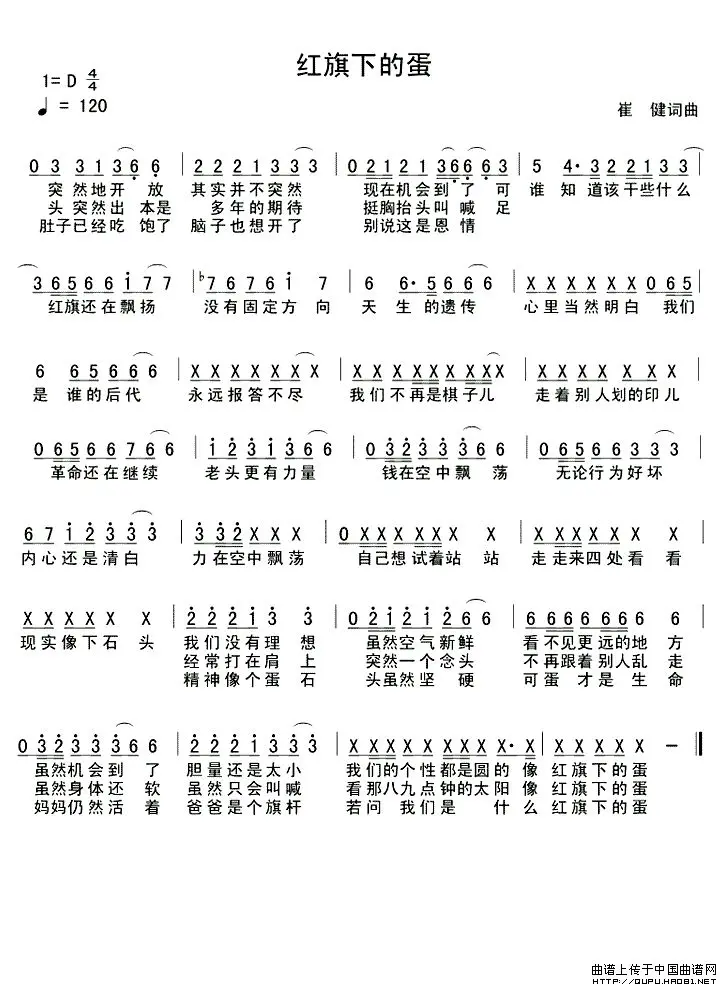 红旗下的蛋
1= D 4/4
♩ = 120
崔 健词曲
0 3 3 1 3 6 6 | 2 2 2 1 3 3 3 | 0 2 1 2 1 3 6 6 6 3 | 5 4· 3 2 2 2 1 3 3 |
突然地开 放 其实并不突然 现在机会到了 可 谁 知 道该干些什么
头 突然出 本是 多年的期待 挺胸抬头叫 喊 足
肚子已经吃 饱了 脑子也想开了 别说这是恩 情
3 6 5 6 6 1 7 7 | ♭7 6 7 6 1 7 | 6 6· 5 6 6 6 | X X X X X X 0 6 5 |
红旗还在飘扬 没有固定方 向 天 生 的遗传 心里当然明白 我们
6 6 5 6 6 6 | X X X X X X X | X X X X X X X X | X X X X X X X X |
是 谁的后代 永远报答不尽 我们不再是棋子儿 走着别人划的印儿
0 6 5 6 6 7 6 6 | 1 2 3 1 3 6 6 | 0 3 2 3 2 3 3 6 6 | 0 6 5 6 6 3 3 3 |
革命还在继续 老头更有力量 钱在空中飘 荡 无论行为好坏
6 7 1 2 3 3 3 | 3 3 2 X X X | 0 X X X X X X X | X X X X X X X X |
内心还是清白 力在空中飘荡 自己想试着站 站 走走来四处看 看
X X X X X X | 2 2 2 1 3 3 | 0 2 1 2 1 2 6 6 | 6 6 6 6 5 6 6 6 |
现实像下石头 我们没有理 想 虽然空气新鲜 看不见更远的地 方
经常打在肩 上 突然一个念头 不再跟着别人乱 走
精神像个蛋 石 头虽然坚 硬 可蛋 才是 生 命
0 3 2 3 3 3 6 6 | 2 2 2 1 3 3 3 | X X X X X X X X· X | X X X X X − ‖
虽然机会到 了 胆量还是太小 我们的个性都是圆的 像 红旗下的蛋
虽然身体还 软 虽然只会叫喊 看那八九点钟的太阳 像 红旗下的蛋
妈妈仍然活 着 爸爸是个旗杆 若问 我们是 什么 红旗下的蛋
曲谱上传于中国曲谱网
【HTTP://QUPU.HAO81.NET】